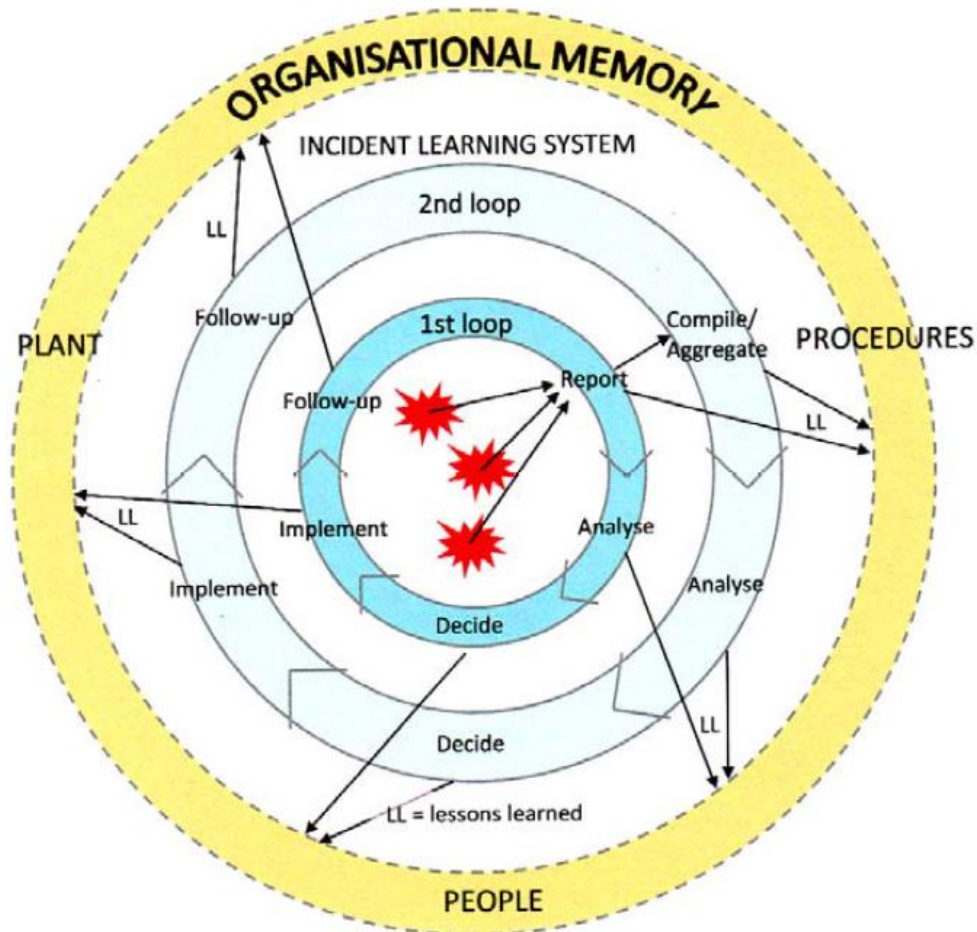 ORGANISATIONAL MEMORY
INCIDENT LEARNING SYSTEM
2nd loop
LL
Follow-up
1st loop
Compile/
Aggregate
PLANT
PROCEDURES
Report
Follow-up
LL
LL
Implement
Analyse
Implement
Analyse
Decide
LL
Decide
LL = lessons learned
PEOPLE